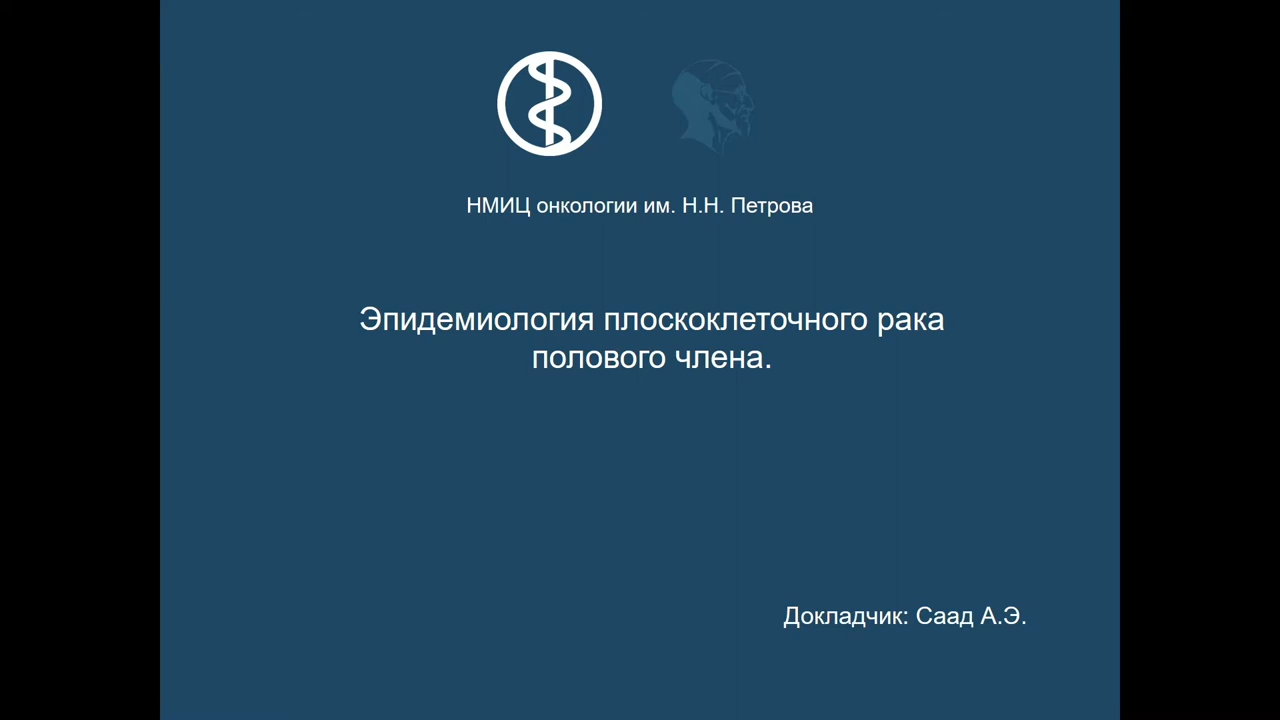 НМИЦ онкологии им. Н.Н. Петрова
Эпидемиология плоскоклеточного рака
полового члена.
Докладчик: Саад А.Э.